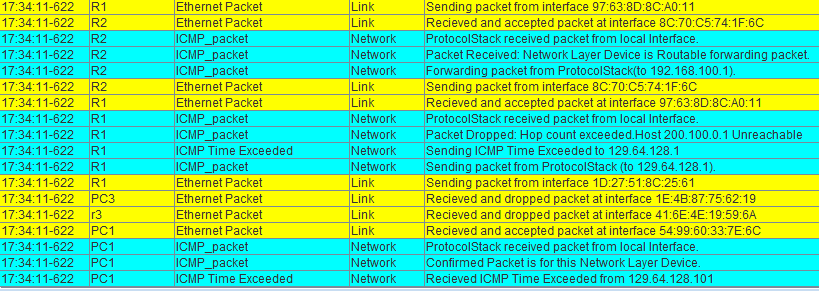 17:34:11-622 R1 Ethernet Packet Link Sending packet from interface 97:63:8D:8C:A0:11
17:34:11-622 R2 Ethernet Packet Link Recieved and accepted packet at interface 8C:70:C5:74:1F:6C
17:34:11-622 R2 ICMP_packet Network ProtocolStack received packet from local Interface.
17:34:11-622 R2 ICMP_packet Network Packet Received: Network Layer Device is Routable forwarding packet.
17:34:11-622 R2 ICMP_packet Network Forwarding packet from ProtocolStack(to 192.168.100.1).
17:34:11-622 R2 Ethernet Packet Link Sending packet from interface 8C:70:C5:74:1F:6C
17:34:11-622 R1 Ethernet Packet Link Recieved and accepted packet at interface 97:63:8D:8C:A0:11
17:34:11-622 R1 ICMP_packet Network ProtocolStack received packet from local Interface.
17:34:11-622 R1 ICMP_packet Network Packet Dropped: Hop count exceeded.Host 200.100.0.1 Unreachable
17:34:11-622 R1 ICMP Time Exceeded Network Sending ICMP Time Exceeded to 129.64.128.1
17:34:11-622 R1 ICMP_packet Network Sending packet from ProtocolStack (to 129.64.128.1).
17:34:11-622 R1 Ethernet Packet Link Sending packet from interface 1D:27:51:8C:25:61
17:34:11-622 PC3 Ethernet Packet Link Recieved and dropped packet at interface 1E:4B:87:75:62:19
17:34:11-622 r3 Ethernet Packet Link Recieved and dropped packet at interface 41:6E:4E:19:59:6A
17:34:11-622 PC1 Ethernet Packet Link Recieved and accepted packet at interface 54:99:60:33:7E:6C
17:34:11-622 PC1 ICMP_packet Network ProtocolStack received packet from local Interface.
17:34:11-622 PC1 ICMP_packet Network Confirmed Packet is for this Network Layer Device.
17:34:11-622 PC1 ICMP Time Exceeded Network Recieved ICMP Time Exceeded from 129.64.128.101